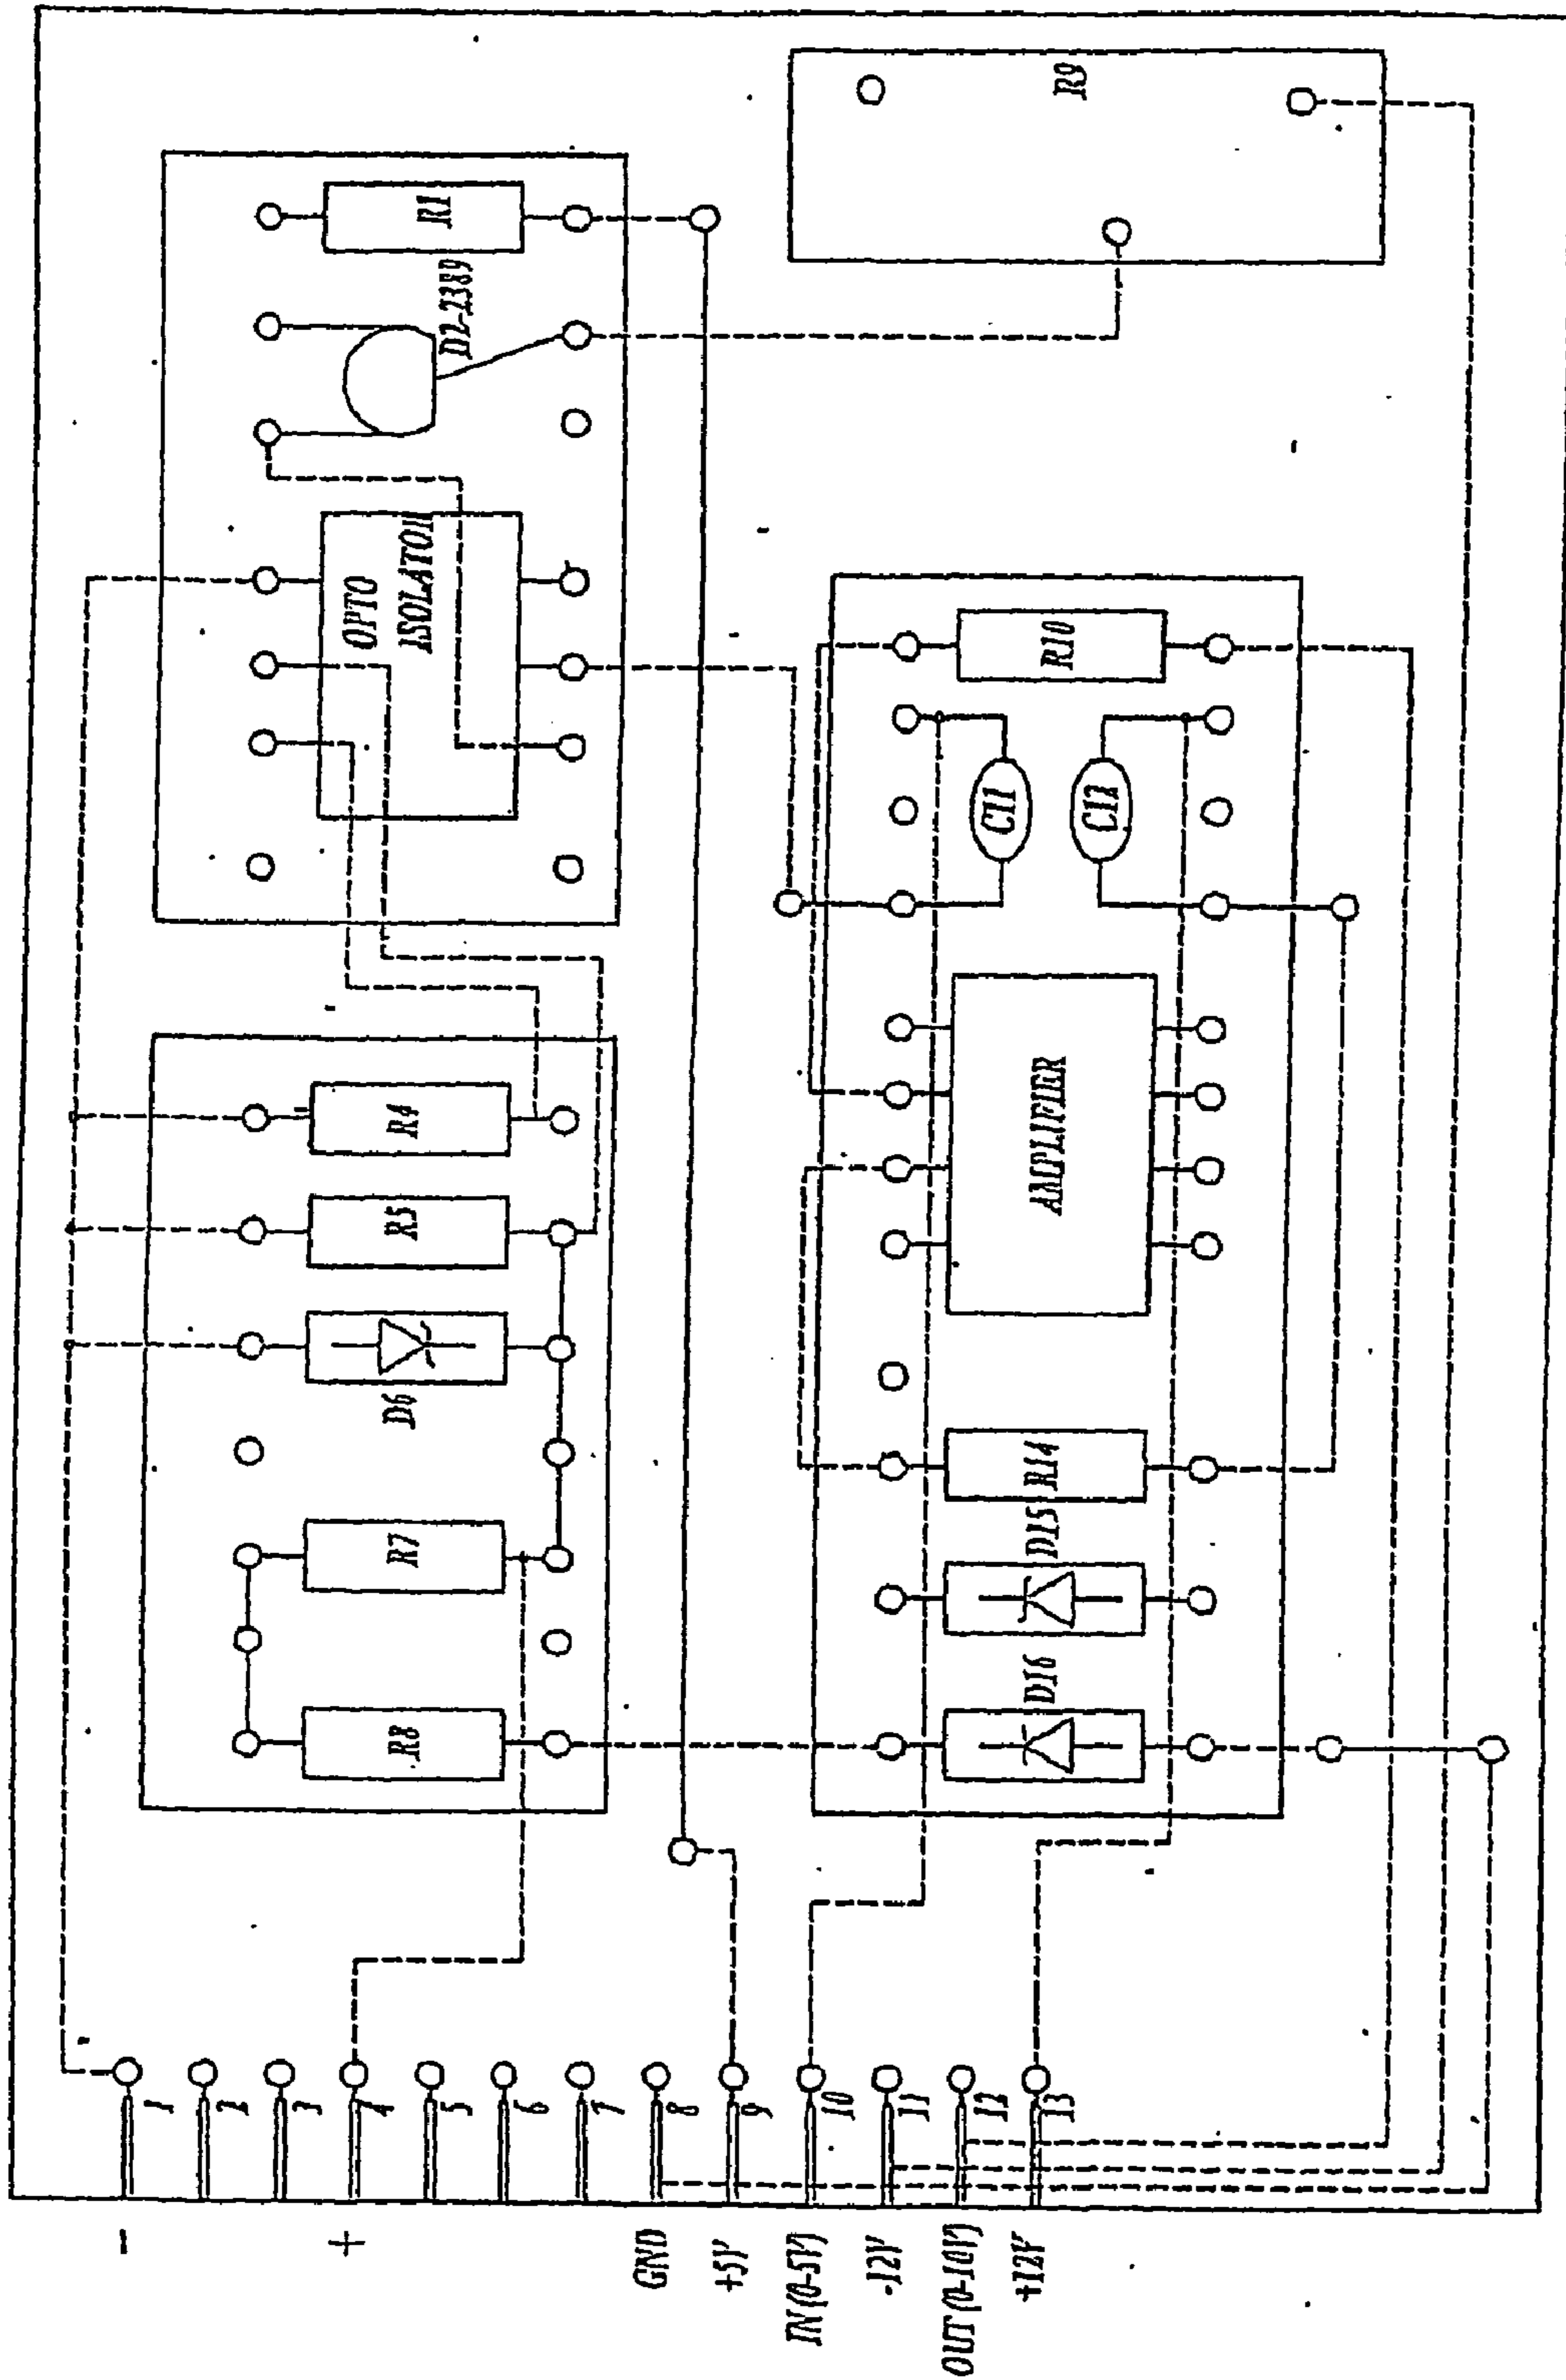 R1
D2-2389
R9
OPTO
ISOLATOR
R4
R5
D6
R7
R8
R10
C11
C12
AMPLIFIER
R14
D15
D16
1
2
3
4
5
6
7
8
9
10
11
12
13
-
+
GND
+5V
IN(0-5V)
-12V
OUT(0-10V)
+12V